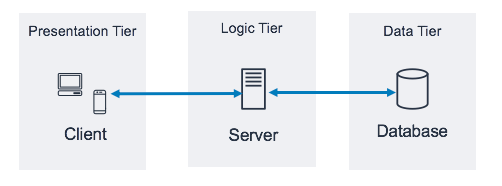 Presentation Tier
Client
Logic Tier
Server
Data Tier
Database